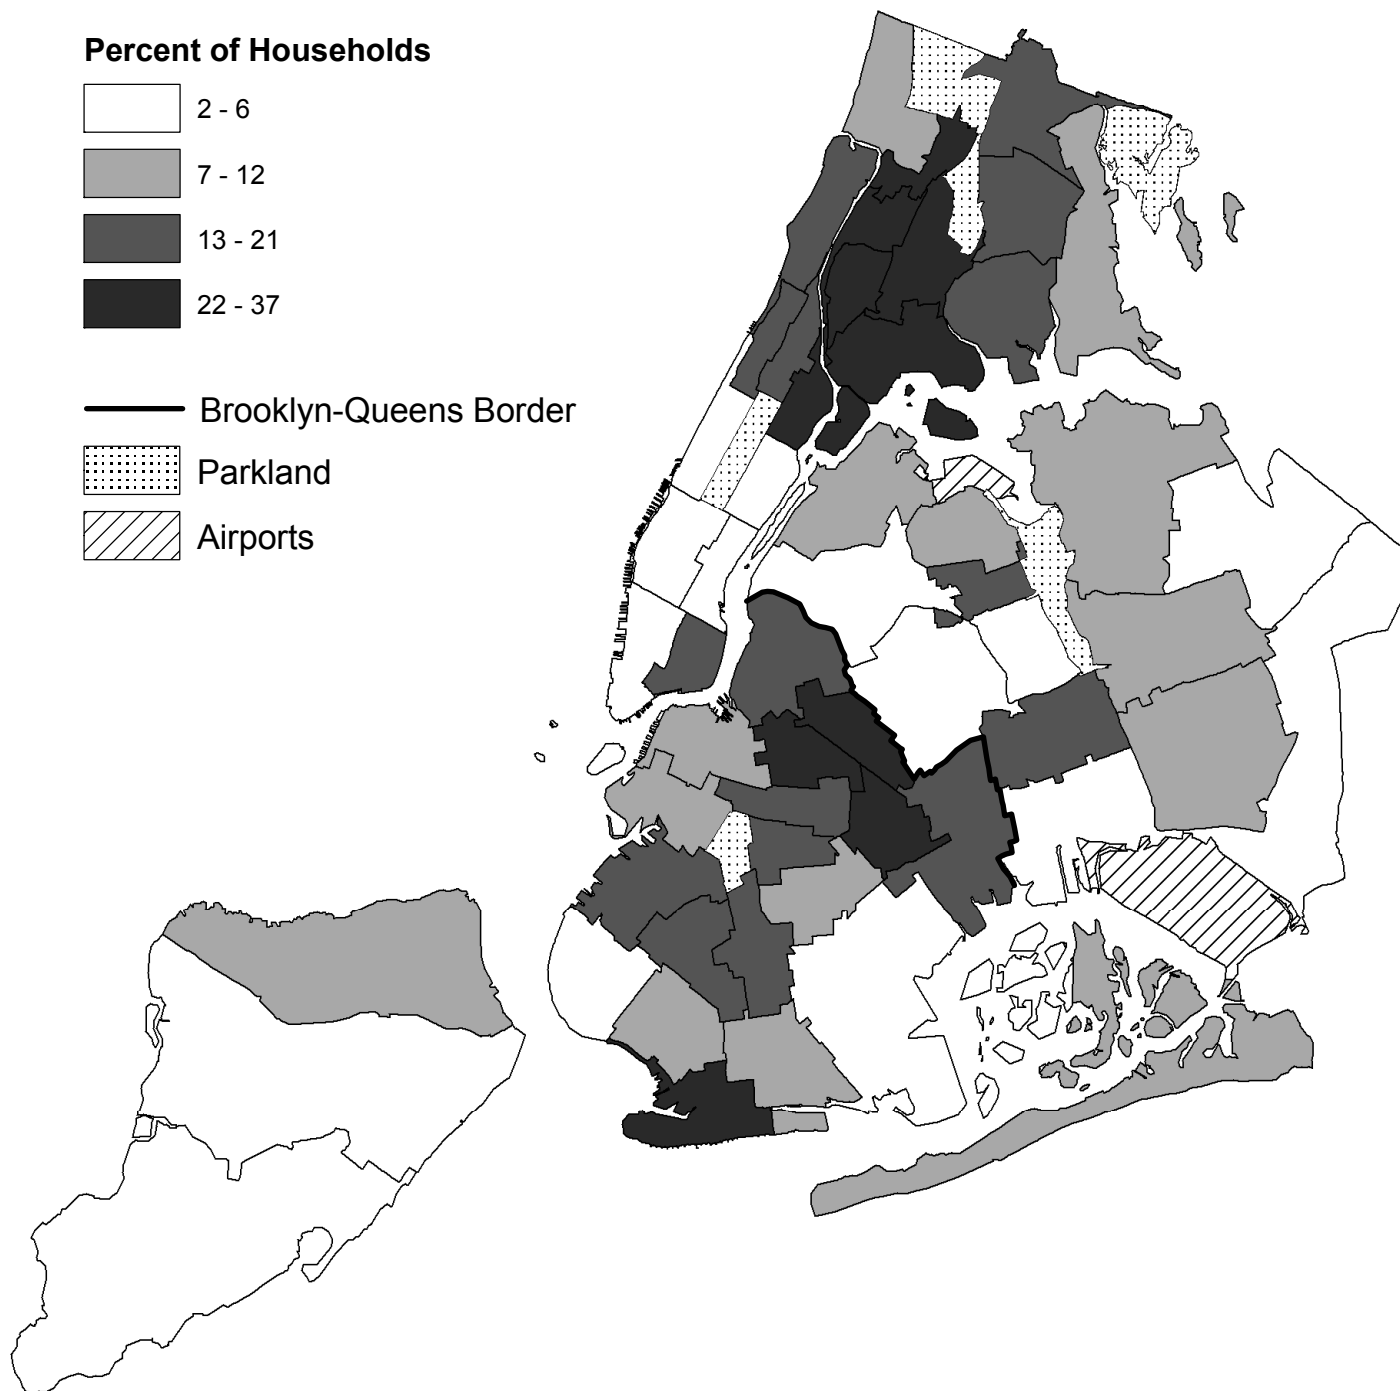 Percent of Households
2 - 6
7 - 12
13 - 21
22 - 37
Brooklyn-Queens Border
Parkland
Airports